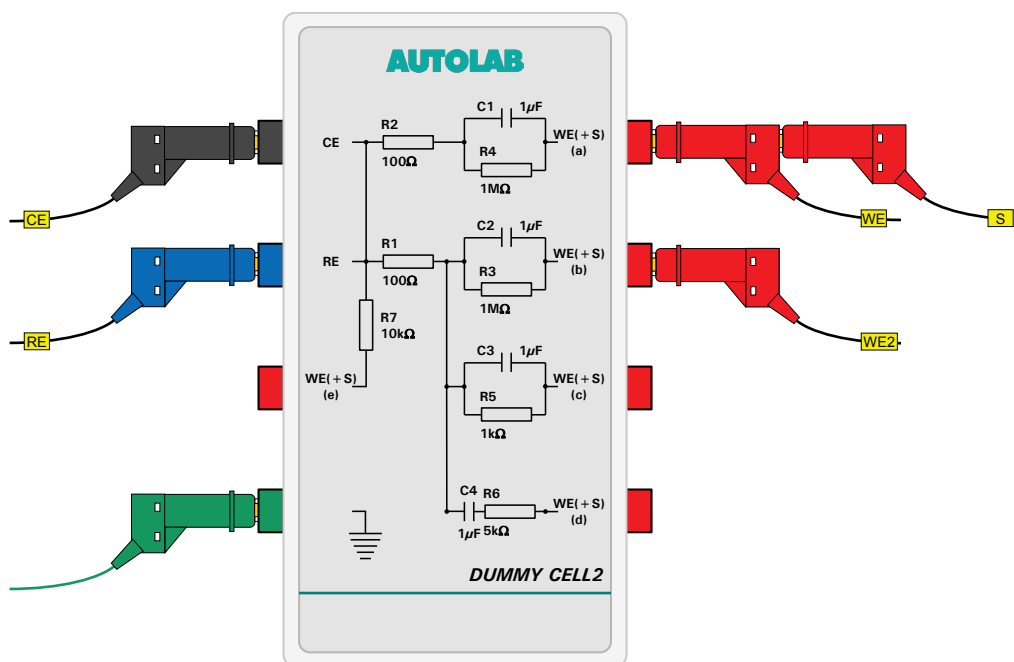 AUTOLAB
C1 1µF
R2
CE
WE(+S)
(a)
R4
100Ω
1MΩ
CE
WE
S
C2 1µF
R1
RE
WE(+S)
(b)
R3
100Ω
1MΩ
R7
10kΩ
RE
WE2
C3 1µF
WE(+S)
(e)
WE(+S)
(c)
R5
1kΩ
C4 R6
WE(+S)
(d)
1µF 5kΩ
DUMMY CELL2